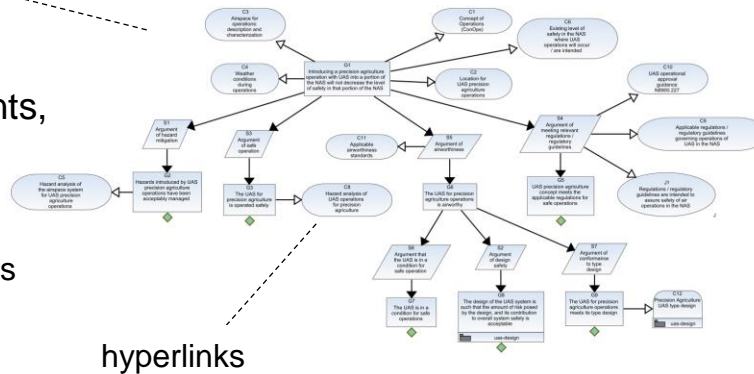 C3
Airspace for
operations:
description and
characterization
C1
Concept of
Operations
(ConOps)
C6
Existing level of
safety in the NAS
where UAS
operations will occur
/ are intended
G1
Introducing a precision agriculture
operation with UAS into a portion of
the NAS will not decrease the level
of safety in that portion of the NAS
C4
Weather
conditions
during
operations
C2
Location for
UAS precision
agriculture
operations
C10
UAS operational
approval
guidance
N8900.227
nts,
S1
Argument
of hazard
mitigation
S3
Argument
of safe
operation
C11
Applicable
airworthiness
standards
S5
Argument of
airworthiness
S4
Argument of
meeting relevant
regulations /
regulatory
guidelines
C9
Applicable regulations /
regulatory guidelines
governing operations of
UAS in the NAS
C5
Hazard analysis of
the airspace system
for UAS precision
agriculture
operations
G2
Hazards introduced by UAS
precision agriculture
operations have been
acceptably managed
G3
The UAS for
precision agriculture
is operated safely
C8
Hazard analysis of
UAS operations
for precision
agriculture
G6
The UAS for precision
agriculture operations
is airworthy
G5
UAS precision agriculture
concept meets the
applicable regulations for
safe operations
J1
Regulations / regulatory
guidelines are intended to
assure safety of air
operations in the NAS
J
s
S6
Argument that
the UAS is in a
condition for
safe operation
S2
Argument
of design
safety
S7
Argument of
conformance
to type
design
G7
The UAS is in a
condition for safe
operations
G8
The design of the UAS system is
such that the amount of risk posed
by the design, and its contribution
to overall system safety is
acceptable
uas-design
G9
The UAS for precision
agriculture operations
meets its type design
C12
Precision Agriculture
UAS type design
uas-design
hyperlinks